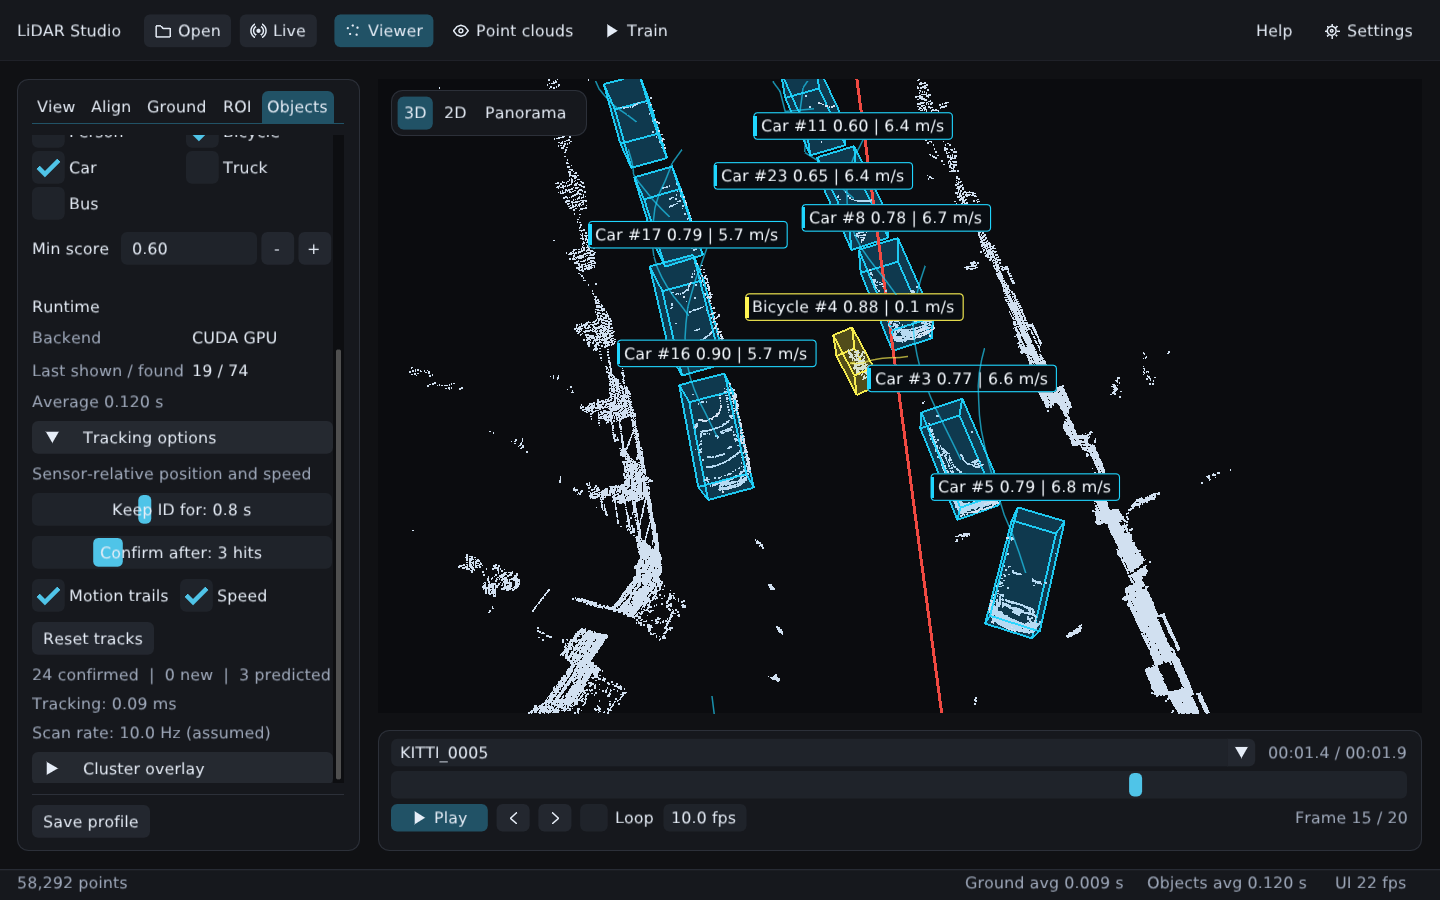 LiDAR Studio Open Live Viewer Point clouds Train Help Settings
View Align Ground ROI Objects
Person Bicycle
Car Truck
Bus
Min score 0.60 - +
Runtime
Backend CUDA GPU
Last shown / found 19 / 74
Average 0.120 s
Tracking options
Sensor-relative position and speed
Keep ID for: 0.8 s
Confirm after: 3 hits
Motion trails Speed
Reset tracks
24 confirmed | 0 new | 3 predicted
Tracking: 0.09 ms
Scan rate: 10.0 Hz (assumed)
Cluster overlay
Save profile
3D 2D Panorama
Car #11 0.60 | 6.4 m/s
Car #23 0.65 | 6.4 m/s
Car #8 0.78 | 6.7 m/s
Car #17 0.79 | 5.7 m/s
Bicycle #4 0.88 | 0.1 m/s
Car #16 0.90 | 5.7 m/s
Car #3 0.77 | 6.6 m/s
Car #5 0.79 | 6.8 m/s
KITTI_0005 00:01.4 / 00:01.9
Play < > Loop 10.0 fps Frame 15 / 20
58,292 points Ground avg 0.009 s Objects avg 0.120 s UI 22 fps